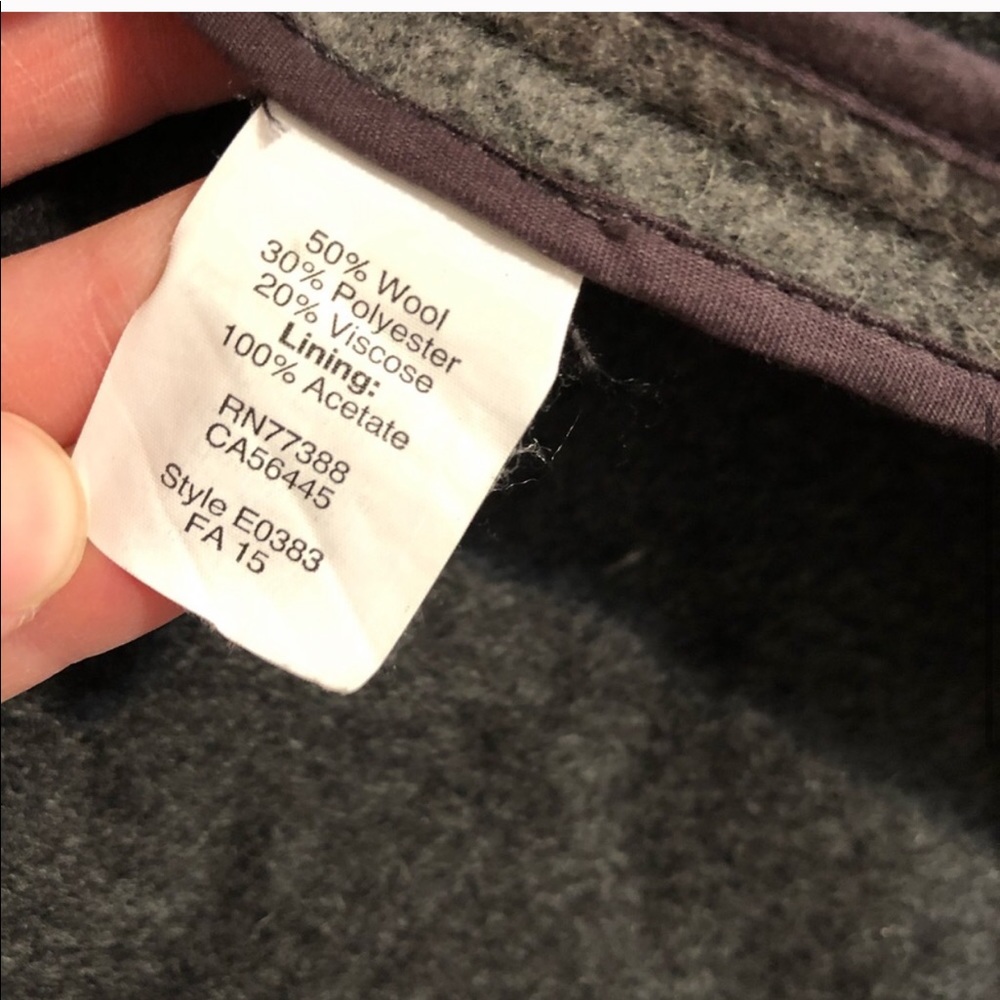 50% Wool
30% Polyester
20% Viscose
Lining:
100% Acetate
RN77388
CA56445
Style E0383
FA 15